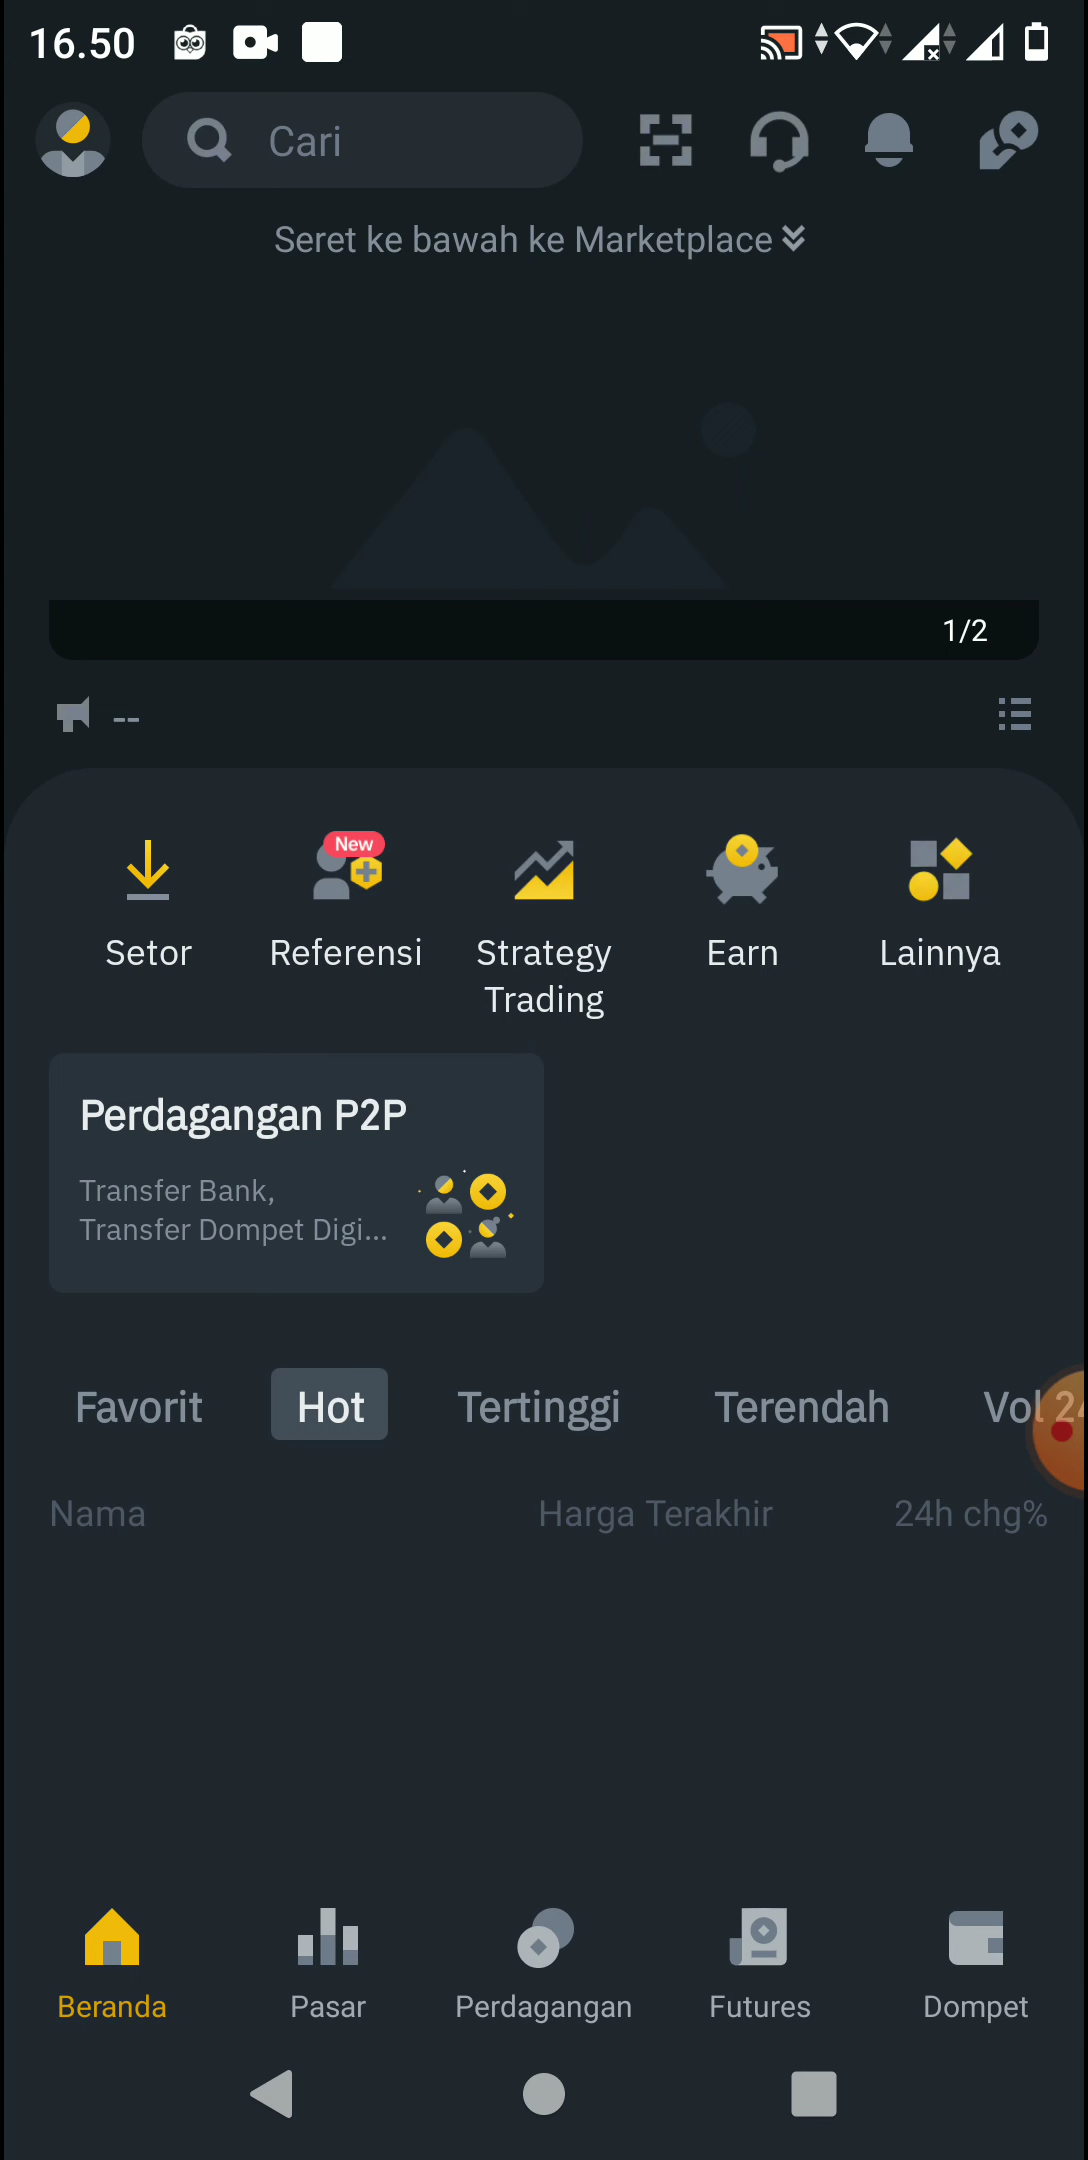 16.50
Cari
Seret ke bawah ke Marketplace
1/2
--
New
Setor
Referensi
Strategy
Trading
Earn
Lainnya
Perdagangan P2P
Transfer Bank,
Transfer Dompet Digi...
Favorit
Hot
Tertinggi
Terendah
Vol 24
Nama
Harga Terakhir
24h chg%
Beranda
Pasar
Perdagangan
Futures
Dompet